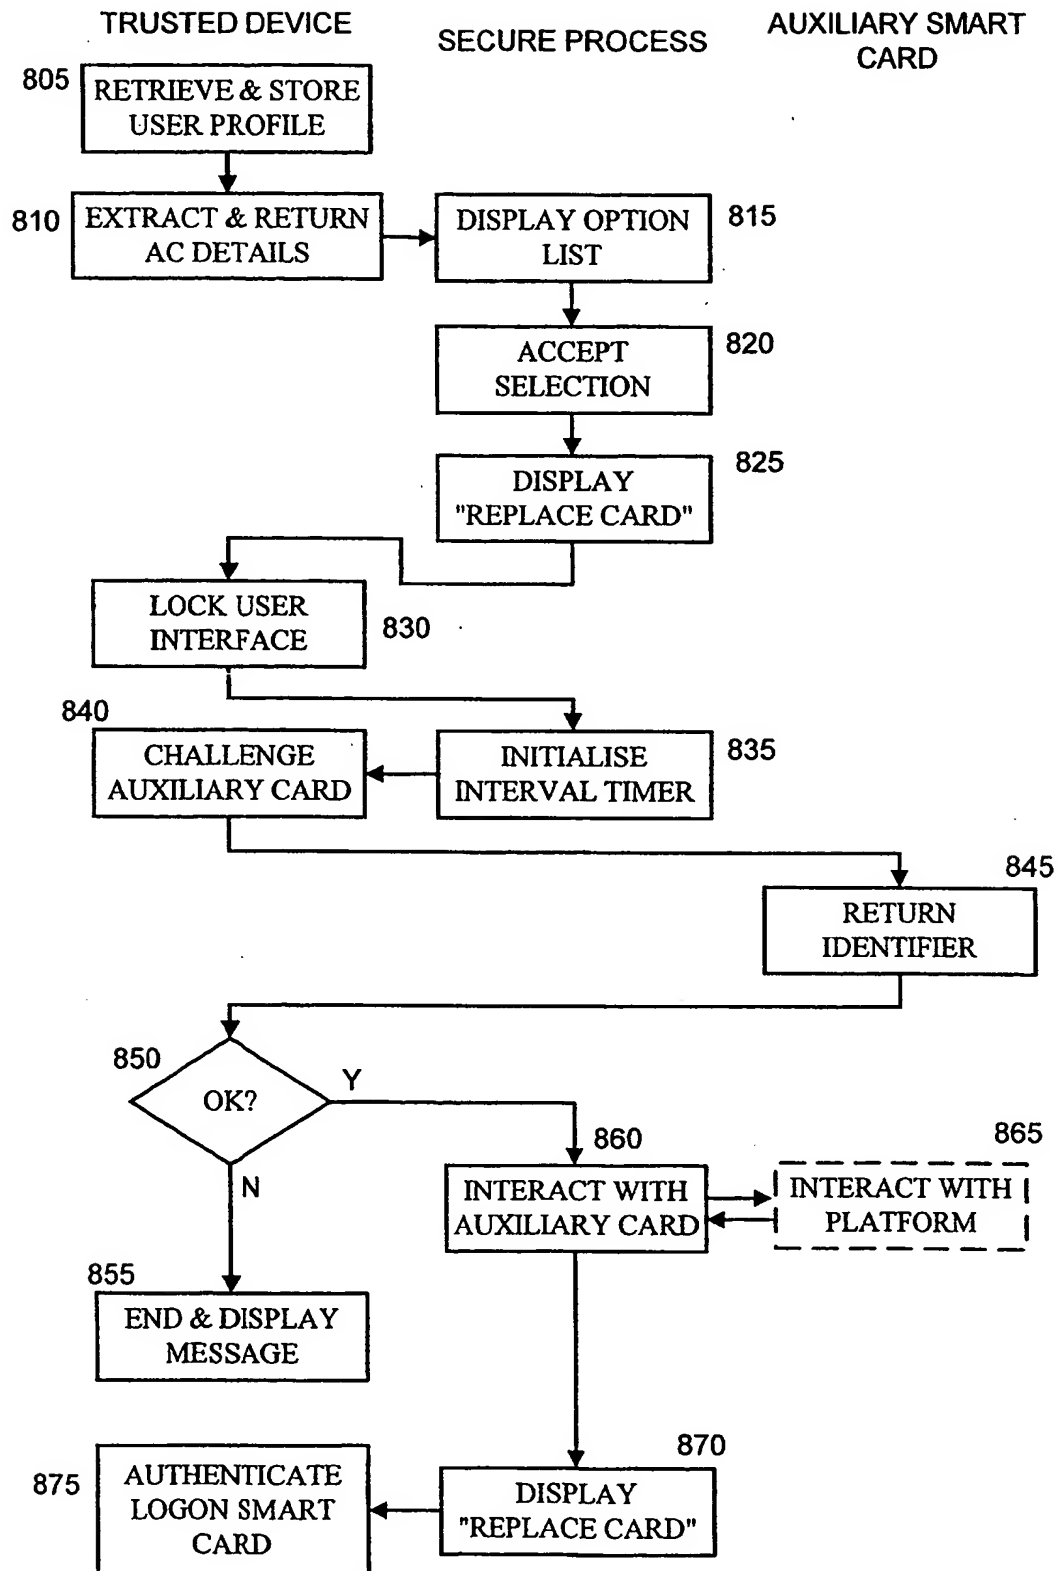 TRUSTED DEVICE
SECURE PROCESS
AUXILIARY SMART
CARD
805
RETRIEVE & STORE
USER PROFILE
810
EXTRACT & RETURN
AC DETAILS
DISPLAY OPTION
LIST
815
ACCEPT
SELECTION
820
DISPLAY
"REPLACE CARD"
825
LOCK USER
INTERFACE
830
840
CHALLENGE
AUXILIARY CARD
INITIALISE
INTERVAL TIMER
835
845
RETURN
IDENTIFIER
850
OK?
Y
N
860
INTERACT WITH
AUXILIARY CARD
865
INTERACT WITH
PLATFORM
855
END & DISPLAY
MESSAGE
870
DISPLAY
"REPLACE CARD"
875
AUTHENTICATE
LOGON SMART
CARD